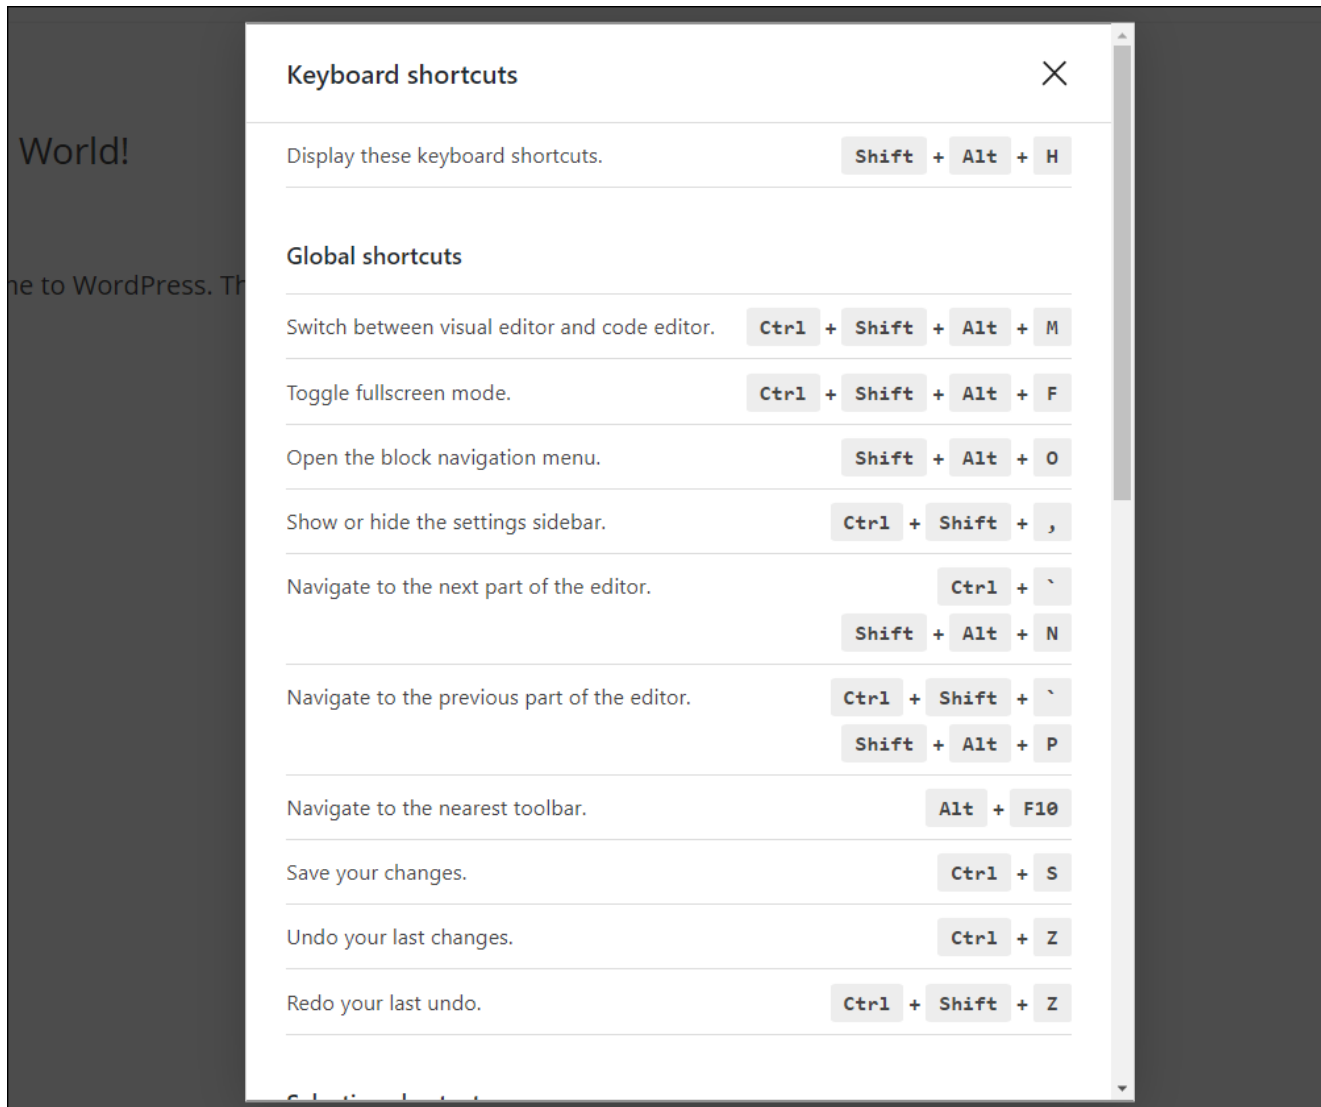 Keyboard shortcuts
World!
Display these keyboard shortcuts. Shift + Alt + H
Global shortcuts
me to WordPress. Th
Switch between visual editor and code editor. Ctrl + Shift + Alt + M
Toggle fullscreen mode. Ctrl + Shift + Alt + F
Open the block navigation menu. Shift + Alt + O
Show or hide the settings sidebar. Ctrl + Shift + ,
Navigate to the next part of the editor. Ctrl + `
Shift + Alt + N
Navigate to the previous part of the editor. Ctrl + Shift + `
Shift + Alt + P
Navigate to the nearest toolbar. Alt + F10
Save your changes. Ctrl + S
Undo your last changes. Ctrl + Z
Redo your last undo. Ctrl + Shift + Z